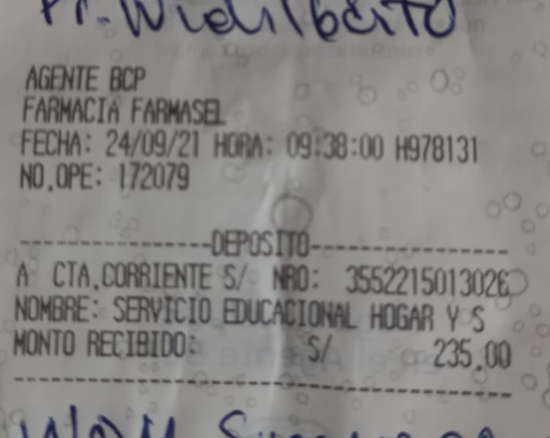 AGENTE BCP
FARMACIA FARMASEL
FECHA: 24/09/21 HORA: 09:38:00 H978131
NO.OPE: 172079
--------------------DEPOSITO--------------------
A CTA.CORRIENTE S/ NRO: 3552215013026
NOMBRE: SERVICIO EDUCACIONAL HOGAR Y S
MONTO RECIBIDO: S/ 235.00